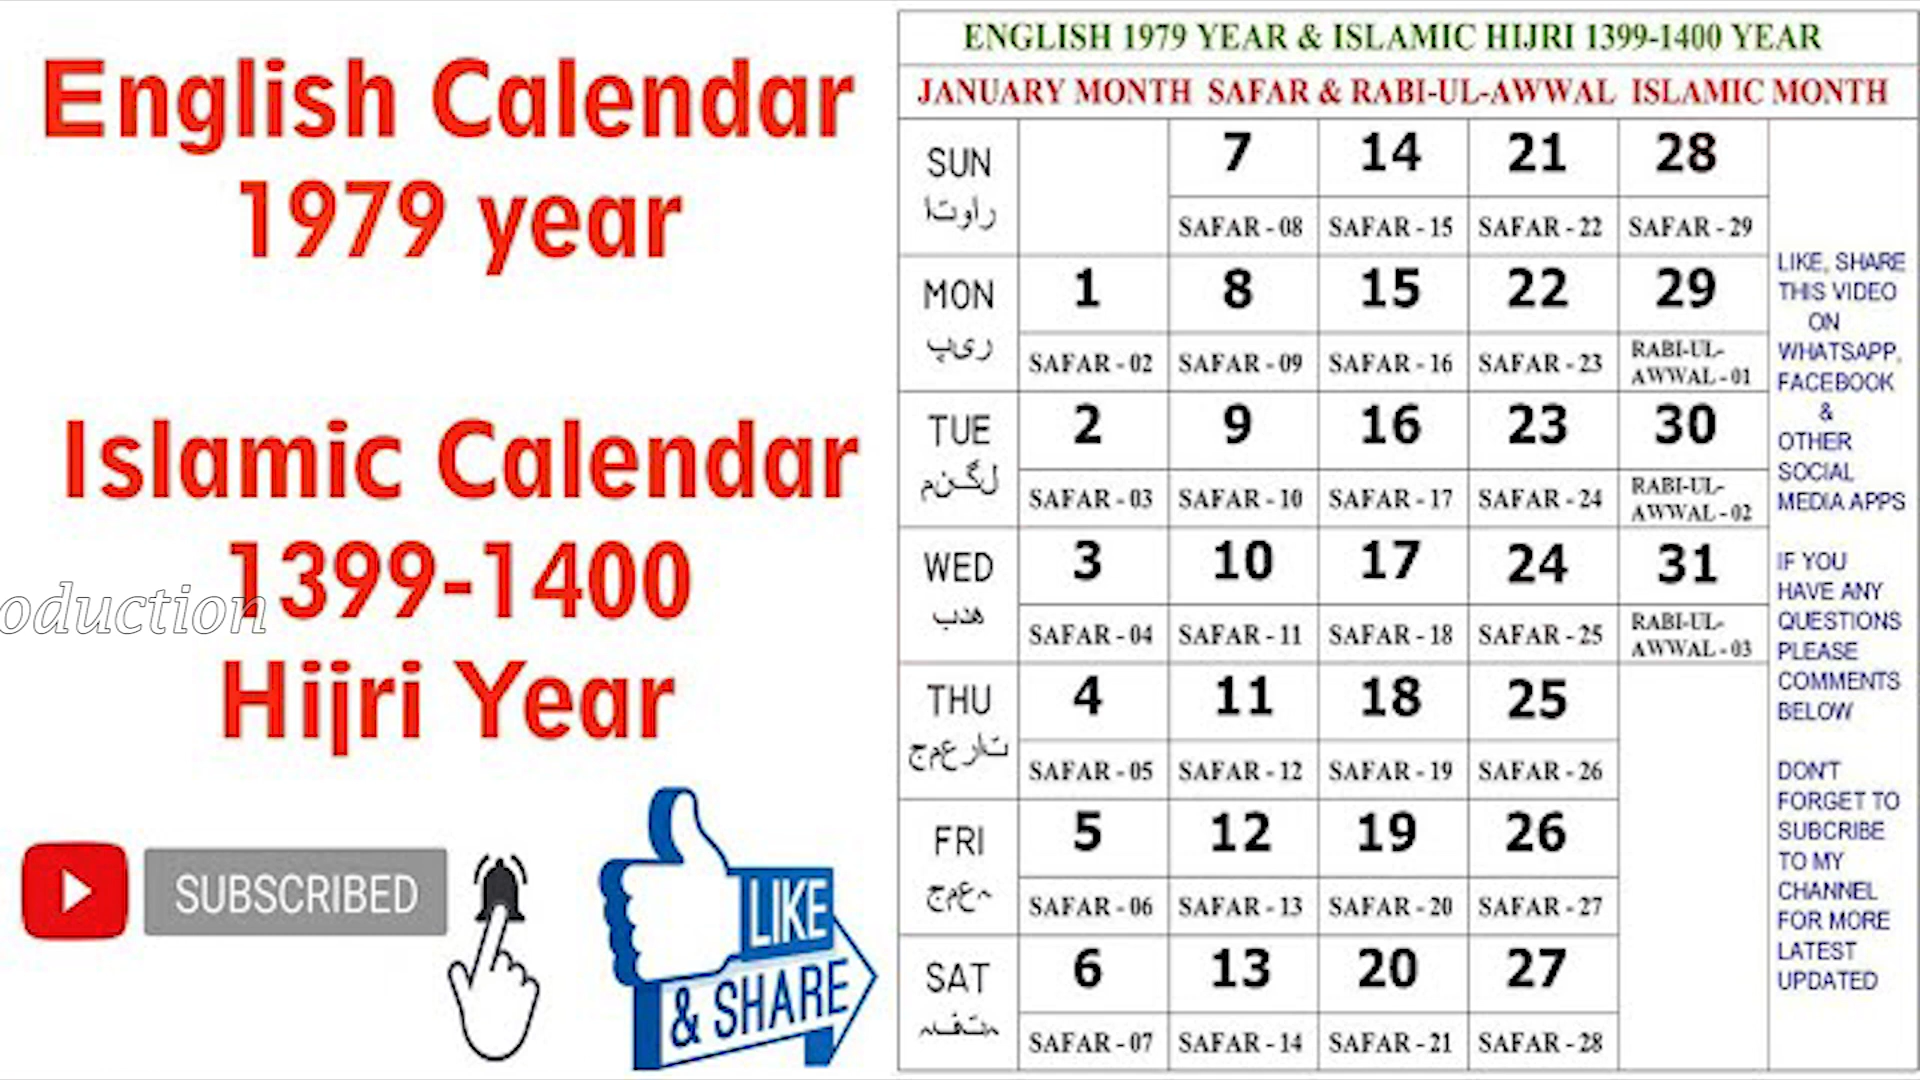 English Calendar
1979 year
Islamic Calendar
1399-1400
oduction
Hijri Year
SUBSCRIBED
LIKE
& SHARE
ENGLISH 1979 YEAR & ISLAMIC HIJRI 1399-1400 YEAR
JANUARY MONTH SAFAR & RABI-UL-AWWAL ISLAMIC MONTH
SUN 7 14 21 28
اتوار SAFAR - 08 SAFAR - 15 SAFAR - 22 SAFAR - 29
MON 1 8 15 22 29
پیر SAFAR - 02 SAFAR - 09 SAFAR - 16 SAFAR - 23 RABI-UL-
AWWAL - 01
TUE 2 9 16 23 30
منگل SAFAR - 03 SAFAR - 10 SAFAR - 17 SAFAR - 24 RABI-UL-
AWWAL - 02
WED 3 10 17 24 31
بدھ SAFAR - 04 SAFAR - 11 SAFAR - 18 SAFAR - 25 RABI-UL-
AWWAL - 03
THU 4 11 18 25
جمعرات SAFAR - 05 SAFAR - 12 SAFAR - 19 SAFAR - 26
FRI 5 12 19 26
جمعہ SAFAR - 06 SAFAR - 13 SAFAR - 20 SAFAR - 27
SAT 6 13 20 27
ہفتہ SAFAR - 07 SAFAR - 14 SAFAR - 21 SAFAR - 28
LIKE, SHARE
THIS VIDEO
ON
WHATSAPP,
FACEBOOK
&
OTHER
SOCIAL
MEDIA APPS
IF YOU
HAVE ANY
QUESTIONS
PLEASE
COMMENTS
BELOW
DON'T
FORGET TO
SUBCRIBE
TO MY
CHANNEL
FOR MORE
LATEST
UPDATED